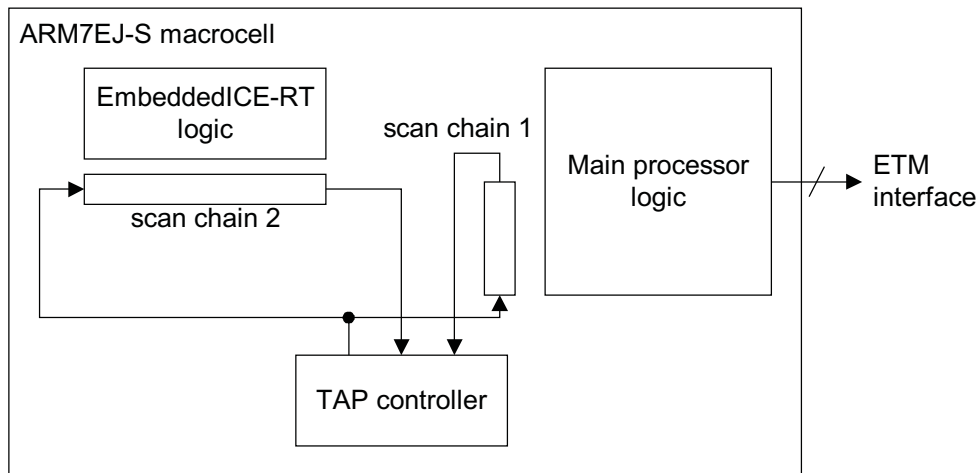 ARM7EJ-S macrocell
EmbeddedICE-RT
logic
scan chain 1
Main processor
logic
ETM
interface
scan chain 2
TAP controller